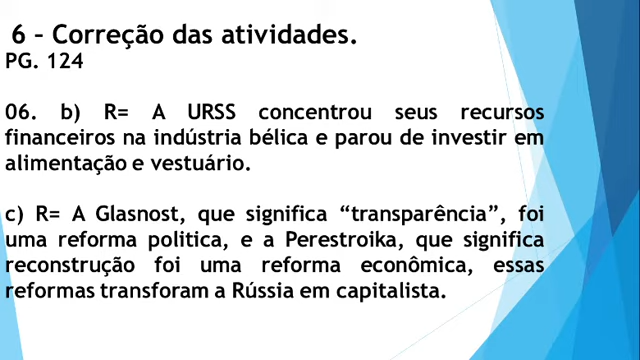 6 – Correção das atividades.
PG. 124
06. b) R= A URSS concentrou seus recursos
financeiros na indústria bélica e parou de investir em
alimentação e vestuário.
c) R= A Glasnost, que significa “transparência”, foi
uma reforma politica, e a Perestroika, que significa
reconstrução foi uma reforma econômica, essas
reformas transforam a Rússia em capitalista.